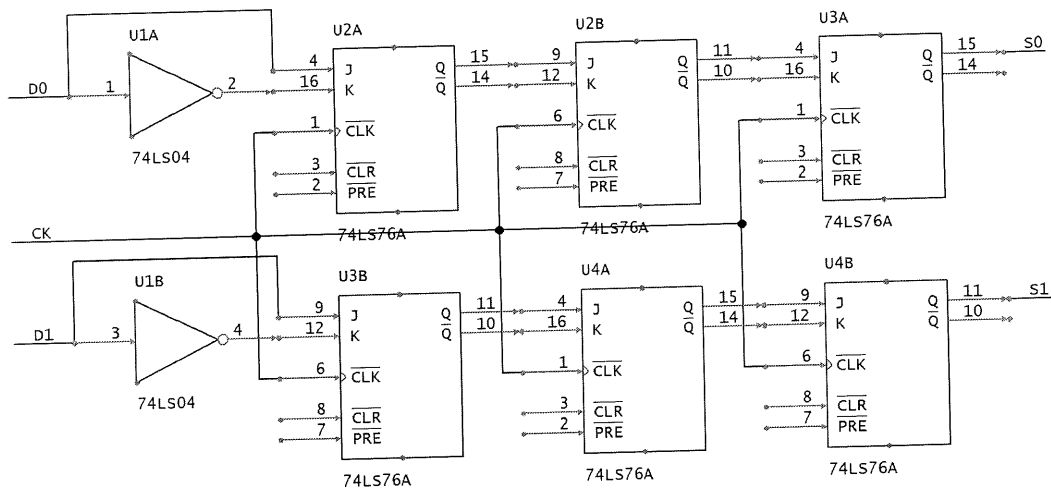 U1A
U2A
U2B
U3A
D0
1
2
74LS04
4
16
1
3
2
J
K
CLK
CLR
PRE
Q
Q
15
14
74LS76A
9
12
6
8
7
J
K
CLK
CLR
PRE
Q
Q
11
10
74LS76A
4
16
1
3
2
J
K
CLK
CLR
PRE
Q
Q
15
14
S0
74LS76A
CK
U1B
U3B
U4A
U4B
D1
3
4
74LS04
9
12
6
8
7
J
K
CLK
CLR
PRE
Q
Q
11
10
74LS76A
4
16
1
3
2
J
K
CLK
CLR
PRE
Q
Q
15
14
74LS76A
9
12
6
8
7
J
K
CLK
CLR
PRE
Q
Q
11
10
S1
74LS76A